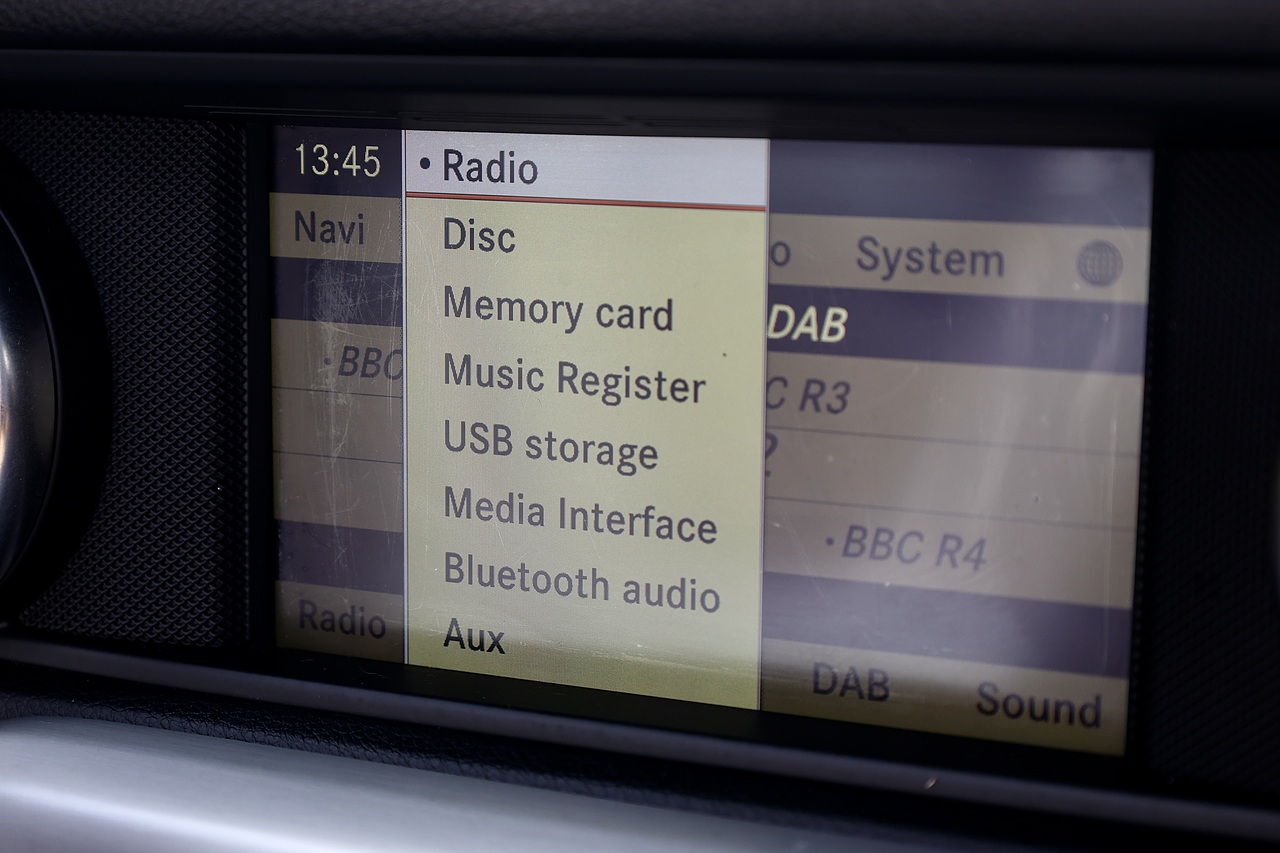 13:45
• Radio
Navi
Disc
System
Memory card
DAB
· BBC
Music Register
C R3
USB storage
2
Media Interface
· BBC R4
Bluetooth audio
Radio
Aux
DAB
Sound